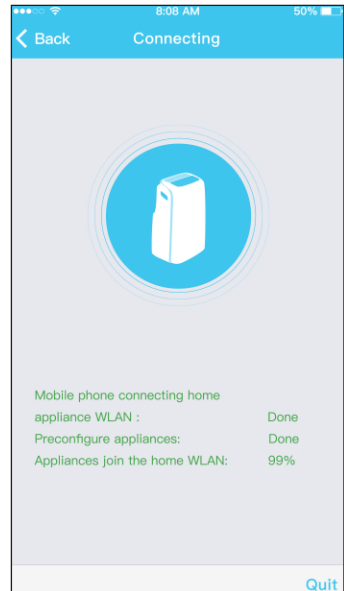 8:08 AM 50%
Back Connecting
Mobile phone connecting home
appliance WLAN : Done
Preconfigure appliances: Done
Appliances join the home WLAN: 99%
Quit